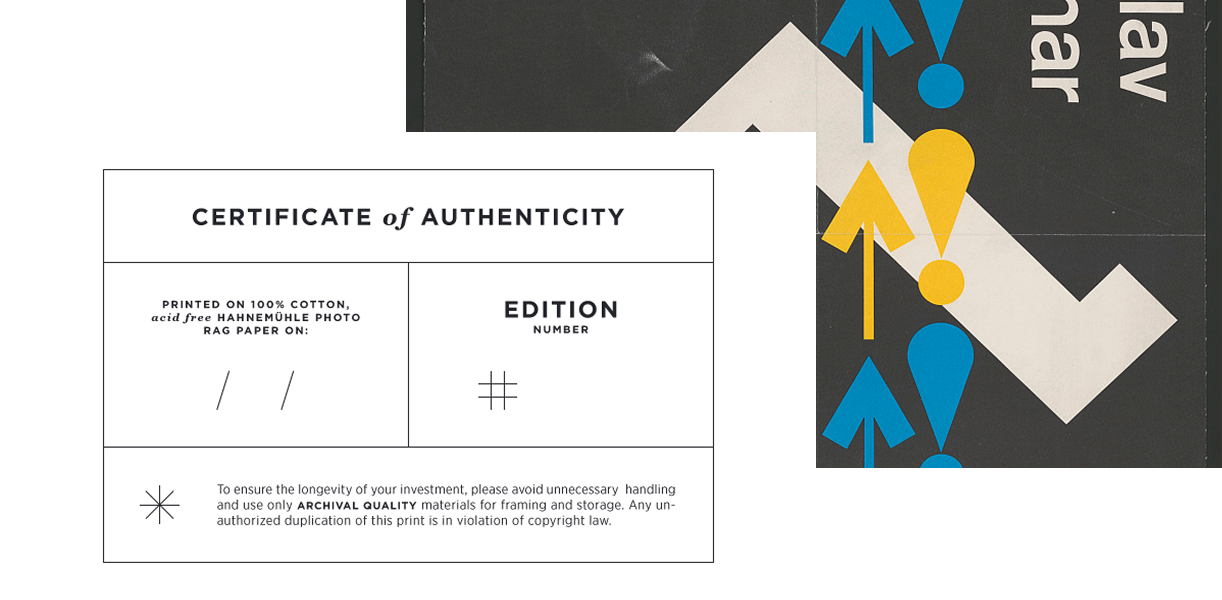 lav
nar
CERTIFICATE of AUTHENTICITY
PRINTED ON 100% COTTON,
acid free HAHNEMÜHLE PHOTO
RAG PAPER ON:
/ /
EDITION
NUMBER
#
To ensure the longevity of your investment, please avoid unnecessary handling
and use only ARCHIVAL QUALITY materials for framing and storage. Any un-
authorized duplication of this print is in violation of copyright law.